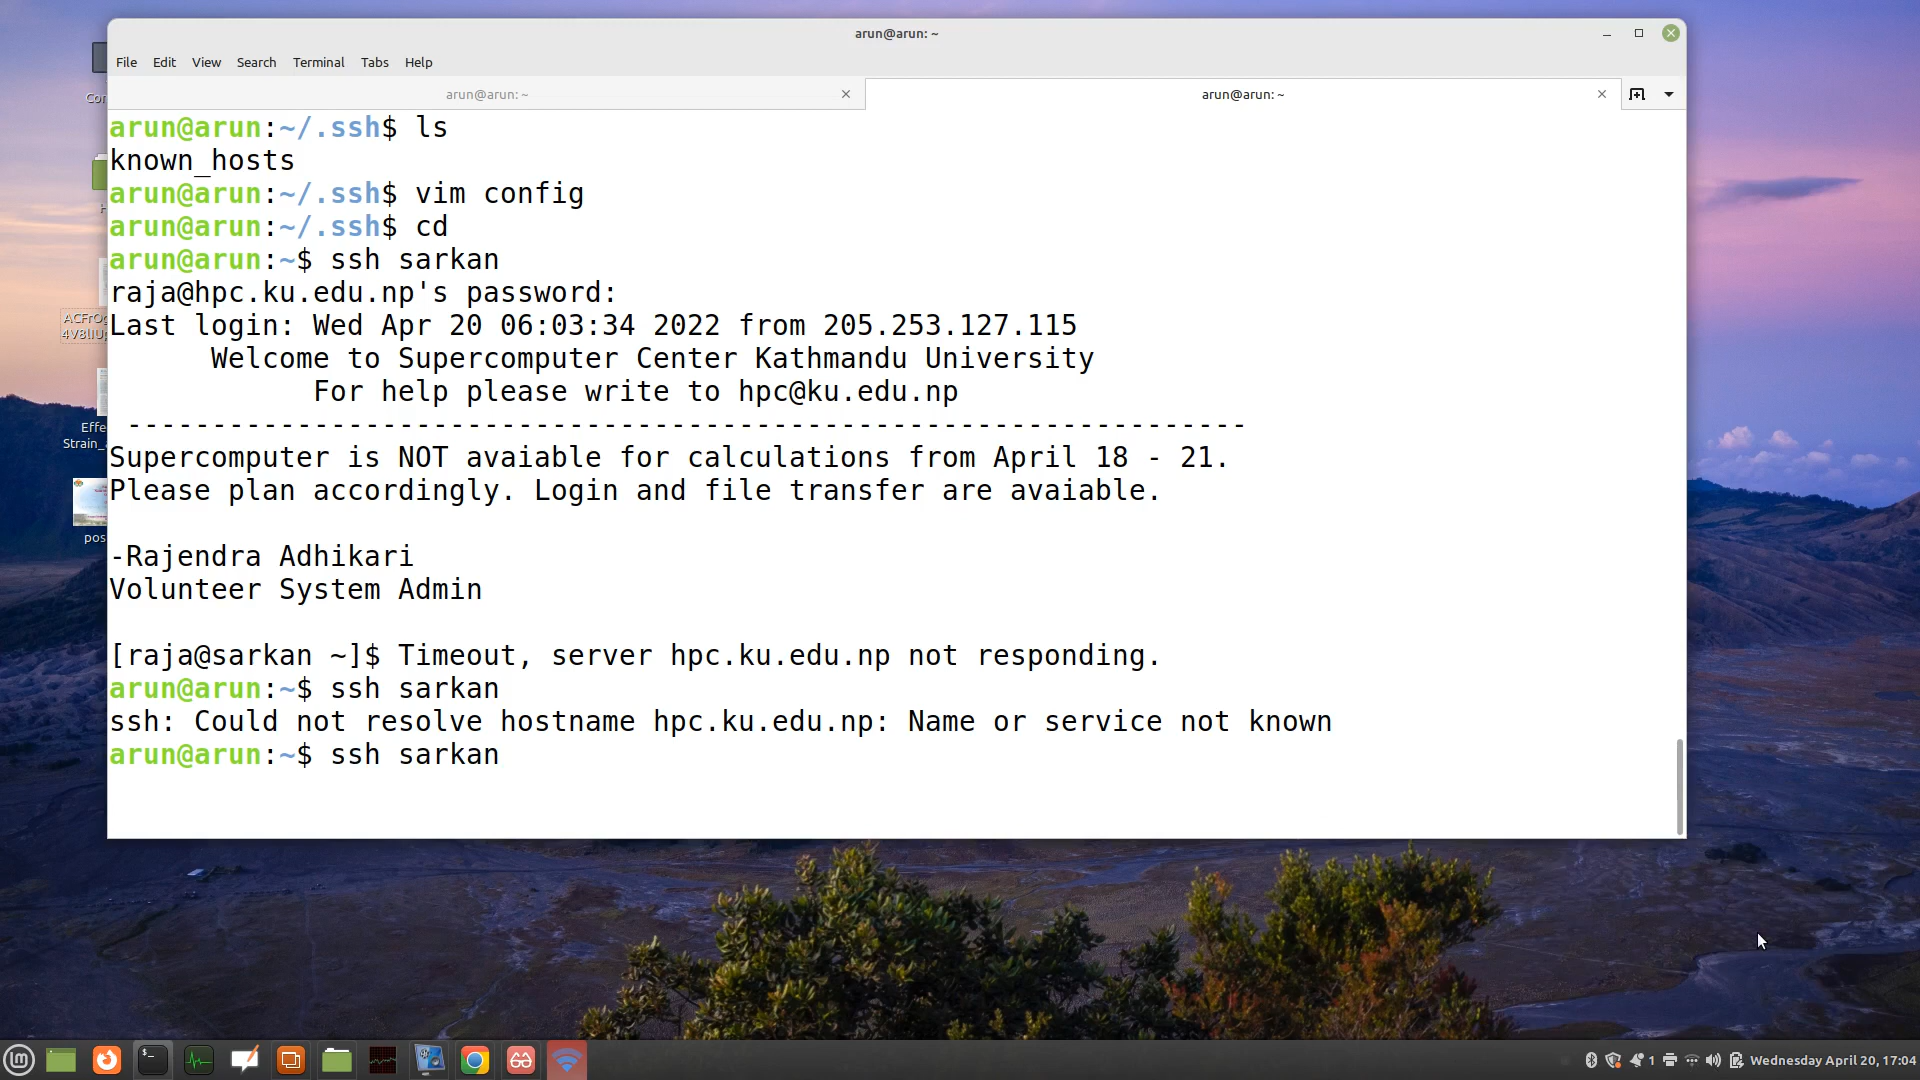 arun@arun: ~
File Edit View Search Terminal Tabs Help
arun@arun: ~
arun@arun: ~
arun@arun:~/.ssh$ ls
known_hosts
arun@arun:~/.ssh$ vim config
arun@arun:~/.ssh$ cd
arun@arun:~$ ssh sarkan
raja@hpc.ku.edu.np's password:
Last login: Wed Apr 20 06:03:34 2022 from 205.253.127.115
Welcome to Supercomputer Center Kathmandu University
For help please write to hpc@ku.edu.np
------------------------------------------------------------------
Supercomputer is NOT avaiable for calculations from April 18 - 21.
Please plan accordingly. Login and file transfer are avaiable.
-Rajendra Adhikari
Volunteer System Admin
[raja@sarkan ~]$ Timeout, server hpc.ku.edu.np not responding.
arun@arun:~$ ssh sarkan
ssh: Could not resolve hostname hpc.ku.edu.np: Name or service not known
arun@arun:~$ ssh sarkan
Effe
Strain_
pos
1 Wednesday April 20, 17:04